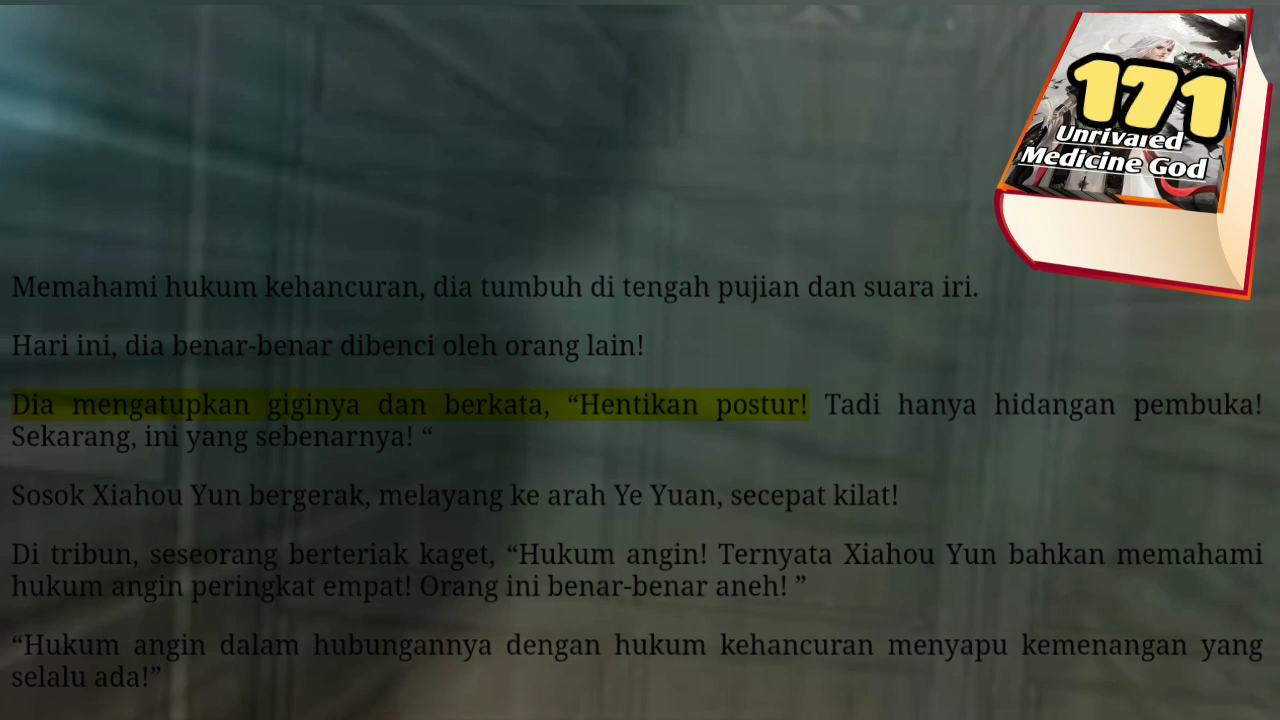 171
Unrivaled
Medicine God
Memahami hukum kehancuran, dia tumbuh di tengah pujian dan suara iri.
Hari ini, dia benar-benar dibenci oleh orang lain!
Dia mengatupkan giginya dan berkata, “Hentikan postur! Tadi hanya hidangan pembuka!
Sekarang, ini yang sebenarnya! “
Sosok Xiahou Yun bergerak, melayang ke arah Ye Yuan, secepat kilat!
Di tribun, seseorang berteriak kaget, “Hukum angin! Ternyata Xiahou Yun bahkan memahami
hukum angin peringkat empat! Orang ini benar-benar aneh! ”
“Hukum angin dalam hubungannya dengan hukum kehancuran menyapu kemenangan yang
selalu ada!”